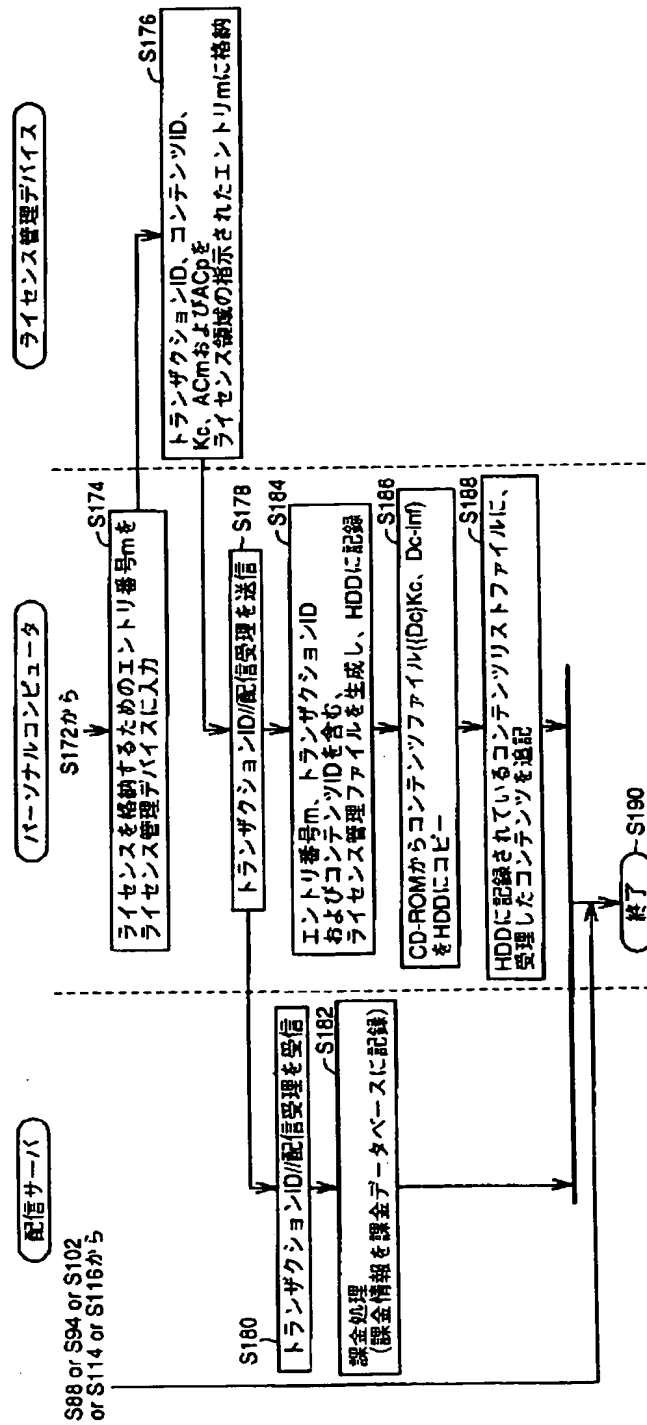 配信サーバ
パーソナルコンピュータ
ライセンス管理デバイス
S88 or S94 or S102
or S114 or S116から
S172から
S174
ライセンスを格納するためのエントリ番号mを
ライセンス管理デバイスに入力
S176
トランザクションID、コンテンツID、
Kc、ACmおよびACpを
ライセンス領域の指示されたエントリmに格納
S178
トランザクションID//配信受理を送信
S180
トランザクションID//配信受理を受信
S182
課金処理
(課金情報を課金データベースに記録)
S184
エントリ番号m、トランザクションID
およびコンテンツIDを含む、
ライセンス管理ファイルを生成し、HDDに記録
S186
CD-ROMからコンテンツファイル({Dc}Kc、Dc-Inf)
をHDDにコピー
S188
HDDに記録されているコンテンツリストファイルに、
受理したコンテンツを追記
終了
S190